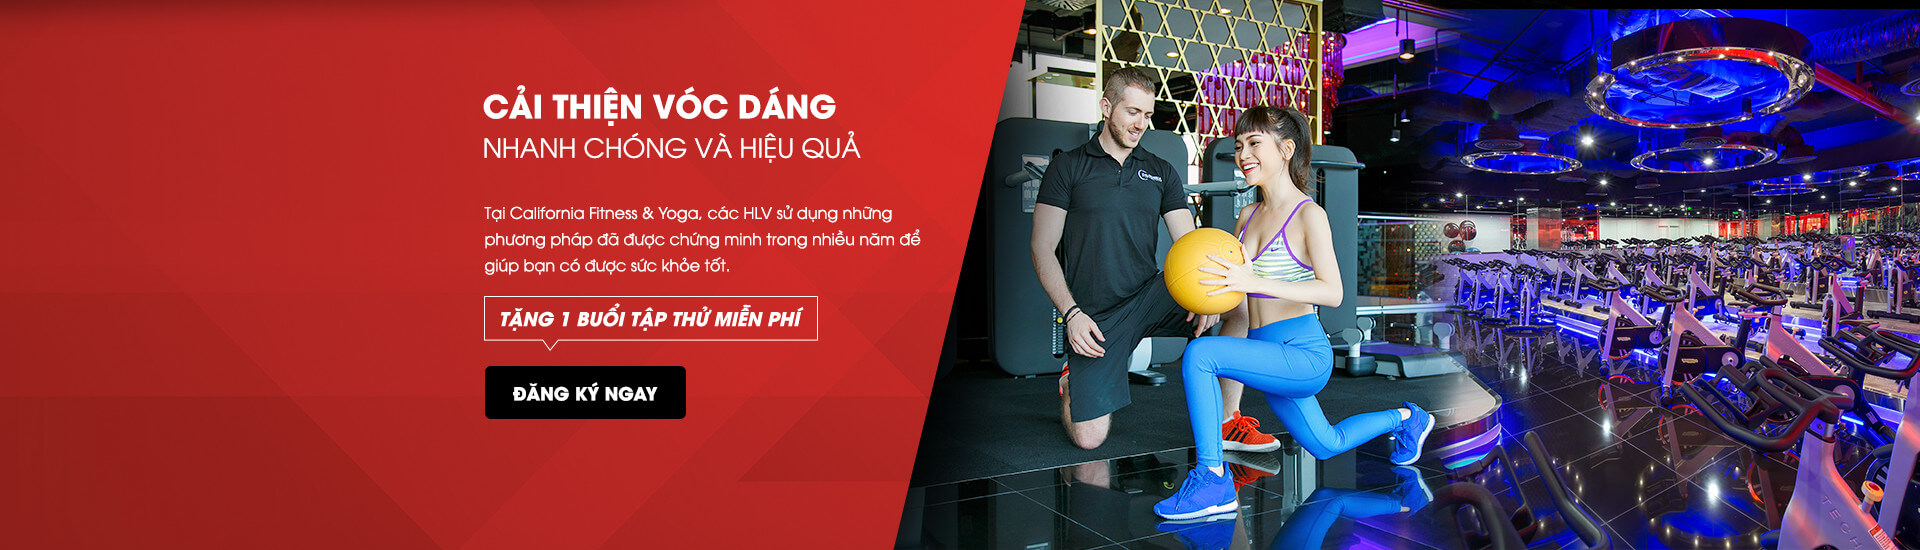 CẢI THIỆN VÓC DÁNG
NHANH CHÓNG VÀ HIỆU QUẢ
Tại California Fitness & Yoga, các HLV sử dụng những
phương pháp đã được chứng minh trong nhiều năm để
giúp bạn có được sức khỏe tốt.
TẶNG 1 BUỔI TẬP THỬ MIỄN PHÍ
ĐĂNG KÝ NGAY